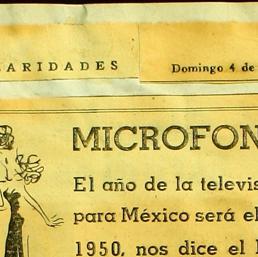 ARIDADES Domingo 4 de
MICROFON
El año de la televis
para México será el
1950, nos dice el